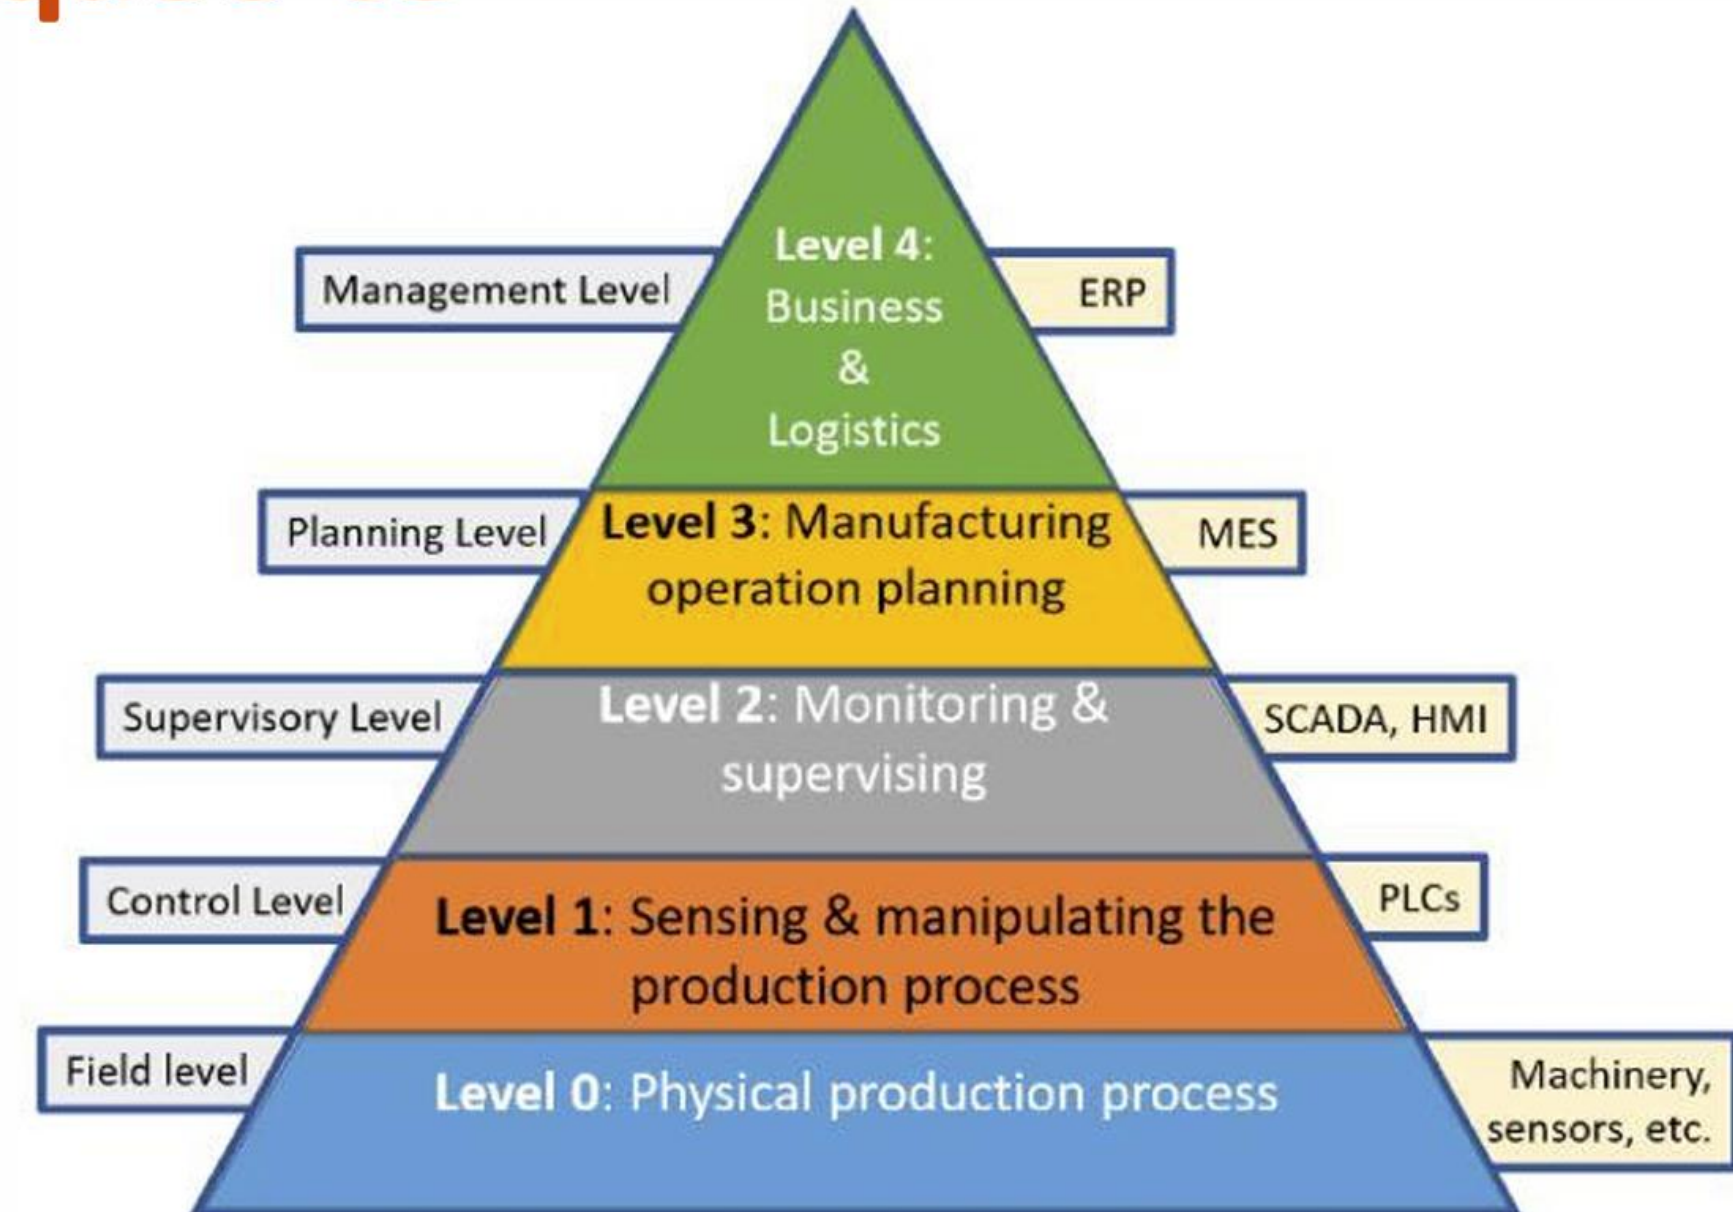 Level 4:
Business
&
Logistics
Management Level
ERP
Level 3: Manufacturing
operation planning
Planning Level
MES
Level 2: Monitoring &
supervising
Supervisory Level
SCADA, HMI
Level 1: Sensing & manipulating the
production process
Control Level
PLCs
Level 0: Physical production process
Field level
Machinery,
sensors, etc.